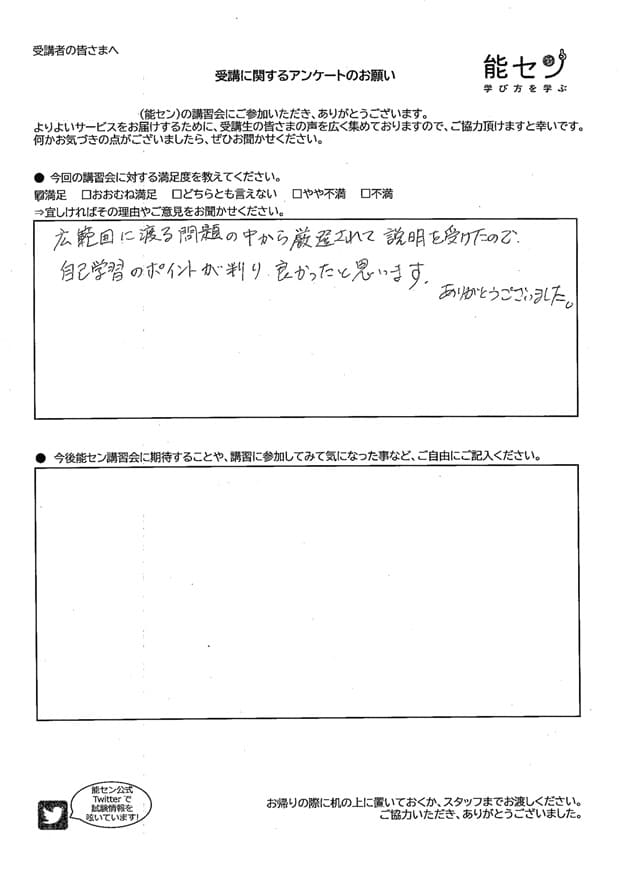 受講者の皆さまへ
能セン
学び方を学ぶ
受講に関するアンケートのお願い
(能セン)の講習会にご参加いただき、ありがとうございます。
よりよいサービスをお届けするために、受講生の皆さまの声を広く集めておりますので、ご協力頂けますと幸いです。
何かお気づきの点がございましたら、ぜひお聞かせください。
● 今回の講習会に対する満足度を教えてください。
☑満足 □おおむね満足 □どちらとも言えない □やや不満 □不満
⇒宜しければその理由やご意見をお聞かせください。
広範囲に渡る問題の中から厳選されて説明を受けたので、
自己学習のポイントが判り、良かったと思います。
ありがとうございました。
● 今後能セン講習会に期待することや、講習に参加してみて気になった事など、ご自由にご記入ください。
能セン公式
Twitterで
試験情報を
呟いています!
お帰りの際に机の上に置いておくか、スタッフまでお渡しください。
ご協力いただき、ありがとうございました。